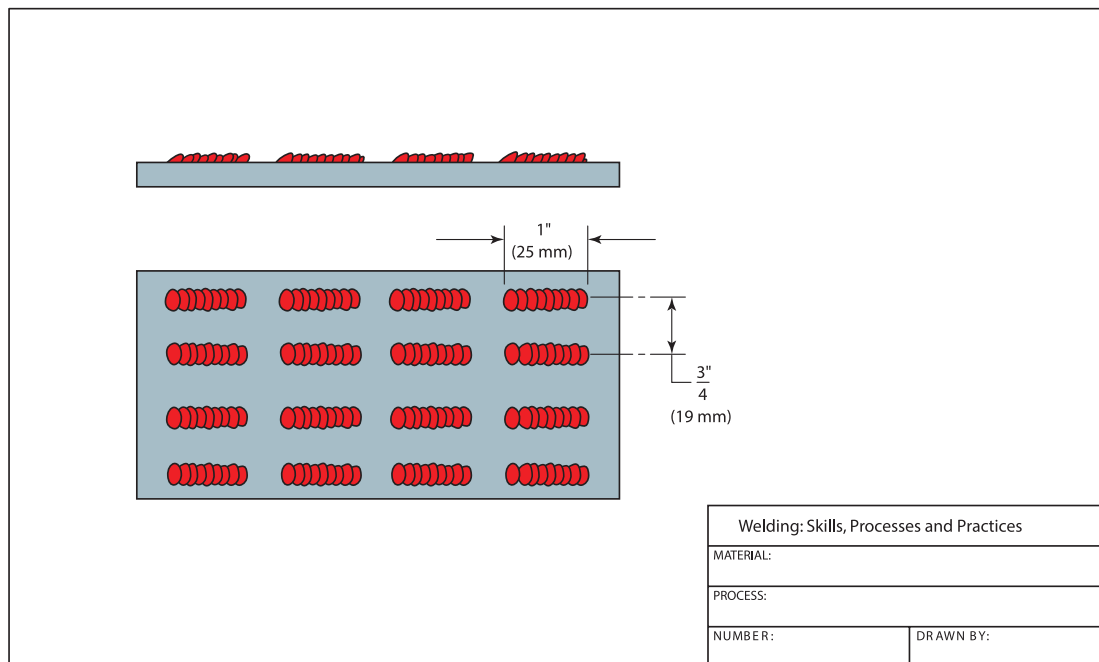 1"
(25 mm)
3"
4
(19 mm)
Welding: Skills, Processes and Practices
MATERIAL:
PROCESS:
NUMBER:
DRAWN BY: